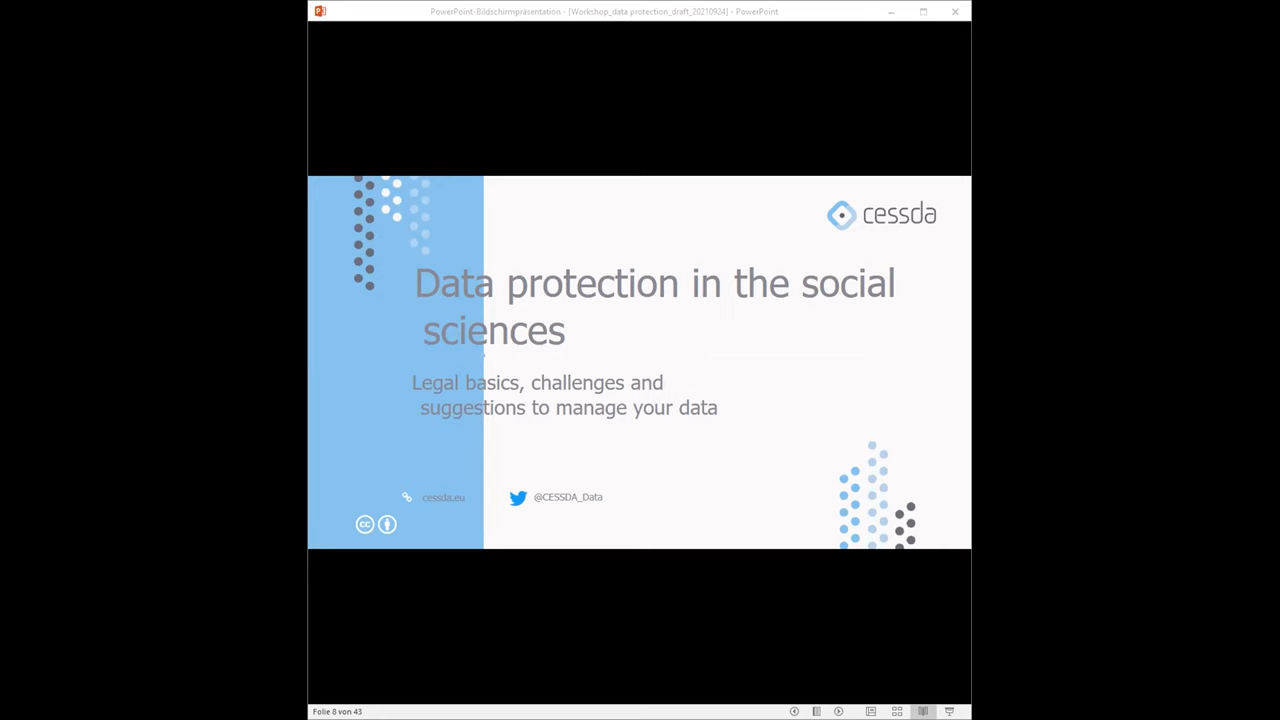 PowerPoint-Bildschirmpräsentation - [Workshop_data protection_draft_20210924] - PowerPoint
cessda
Data protection in the social
sciences
Legal basics, challenges and
suggestions to manage your data
cessda.eu
@CESSDA_Data
cc
Folie 8 von 43